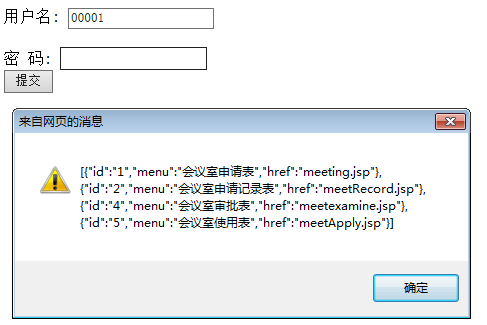 用户名: 00001
密 码:
提交
来自网页的消息
[{"id":"1","menu":"会议室申请表","href":"meeting.jsp"},
{"id":"2","menu":"会议室申请记录表","href":"meetRecord.jsp"},
{"id":"4","menu":"会议室审批表","href":"meetexamine.jsp"},
{"id":"5","menu":"会议室使用表","href":"meetApply.jsp"}]
确定